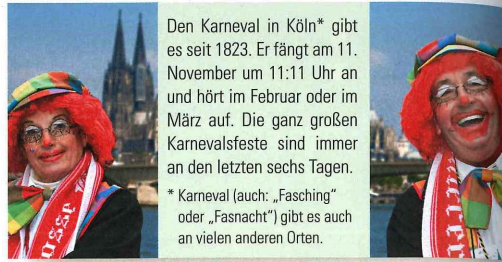 Den Karneval in Köln* gibt
es seit 1823. Er fängt am 11.
November um 11:11 Uhr an
und hört im Februar oder im
März auf. Die ganz großen
Karnevalsfeste sind immer
an den letzten sechs Tagen.
* Karneval (auch: „Fasching"
oder „Fasnacht") gibt es auch
an vielen anderen Orten.